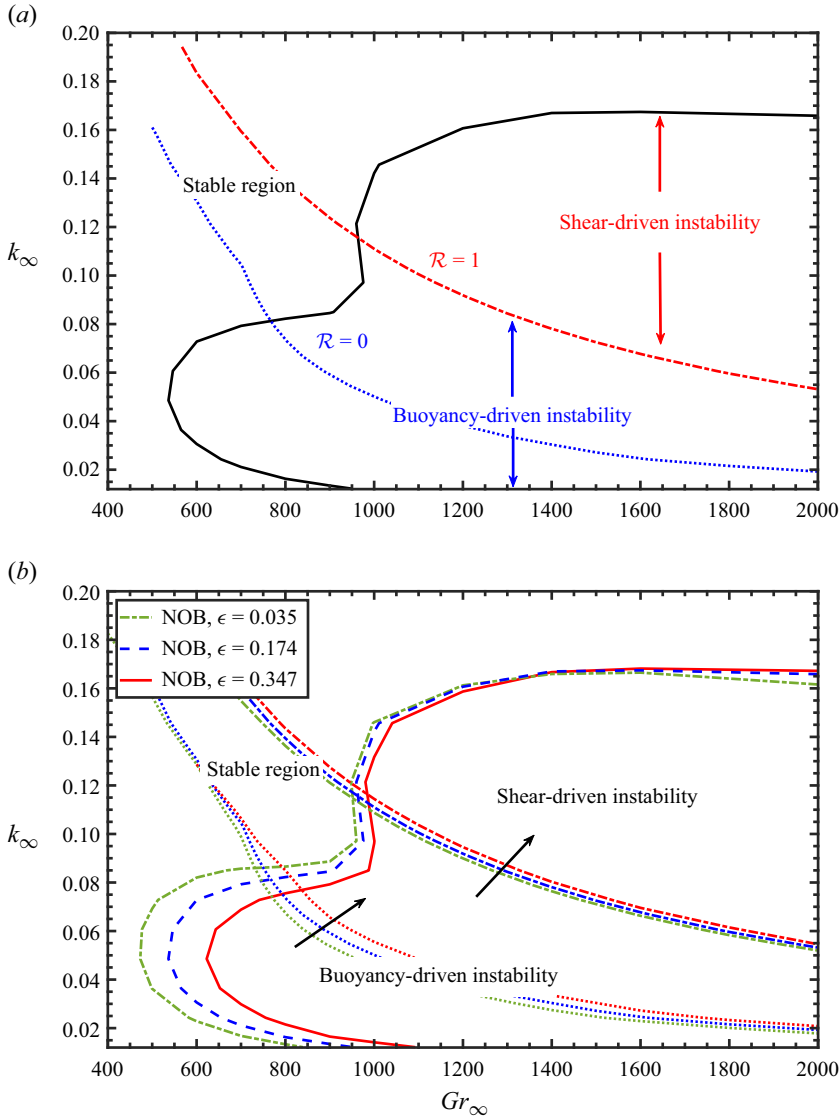 (a)
0.20
0.18
0.16
0.14
0.12
0.10
0.08
0.06
0.04
0.02
k∞
Stable region
Shear-driven instability
ℛ = 1
ℛ = 0
Buoyancy-driven instability
400 600 800 1000 1200 1400 1600 1800 2000
(b)
0.20
0.18
0.16
0.14
0.12
0.10
0.08
0.06
0.04
0.02
k∞
NOB, ϵ = 0.035
NOB, ϵ = 0.174
NOB, ϵ = 0.347
Stable region
Shear-driven instability
Buoyancy-driven instability
400 600 800 1000 1200 1400 1600 1800 2000
Gr∞